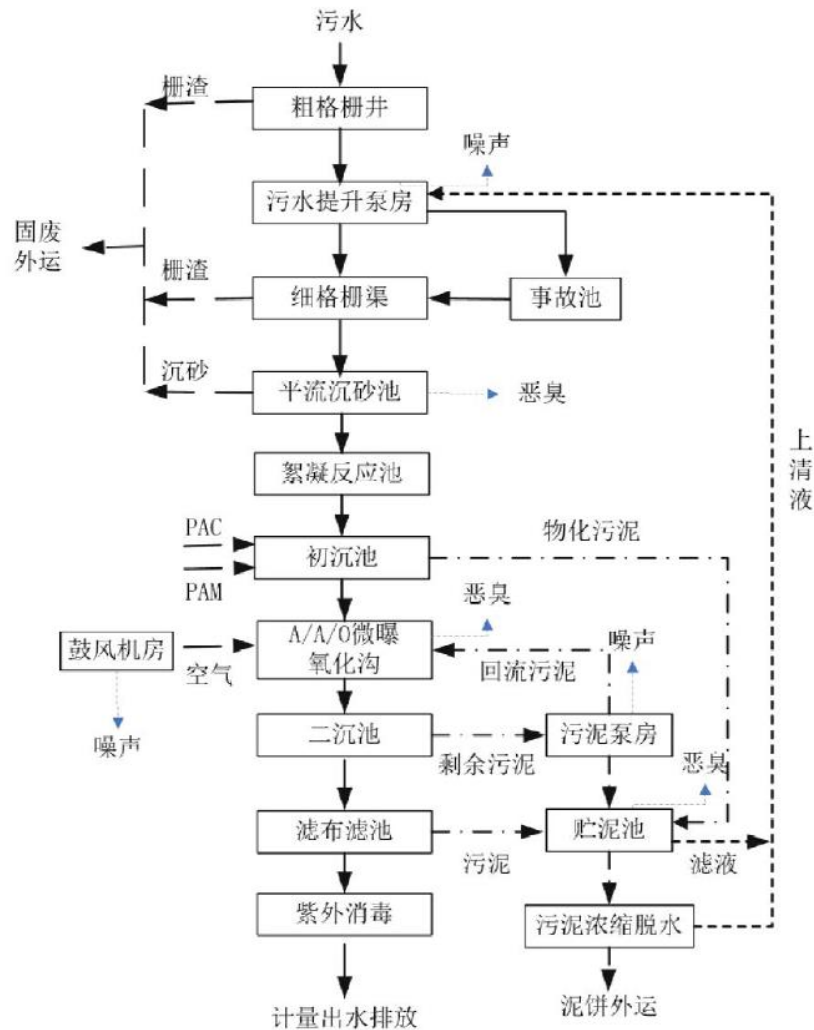 污水
栅渣
粗格栅井
噪声
污水提升泵房
固废
外运
栅渣
细格栅渠
事故池
沉砂
平流沉砂池
恶臭
上
清
液
絮凝反应池
PAC
物化污泥
初沉池
PAM
恶臭
A/A/O微曝
氧化沟
噪声
鼓风机房
空气
回流污泥
二沉池
污泥泵房
噪声
剩余污泥
恶臭
滤布滤池
贮泥池
污泥
滤液
紫外消毒
污泥浓缩脱水
计量出水排放
泥饼外运